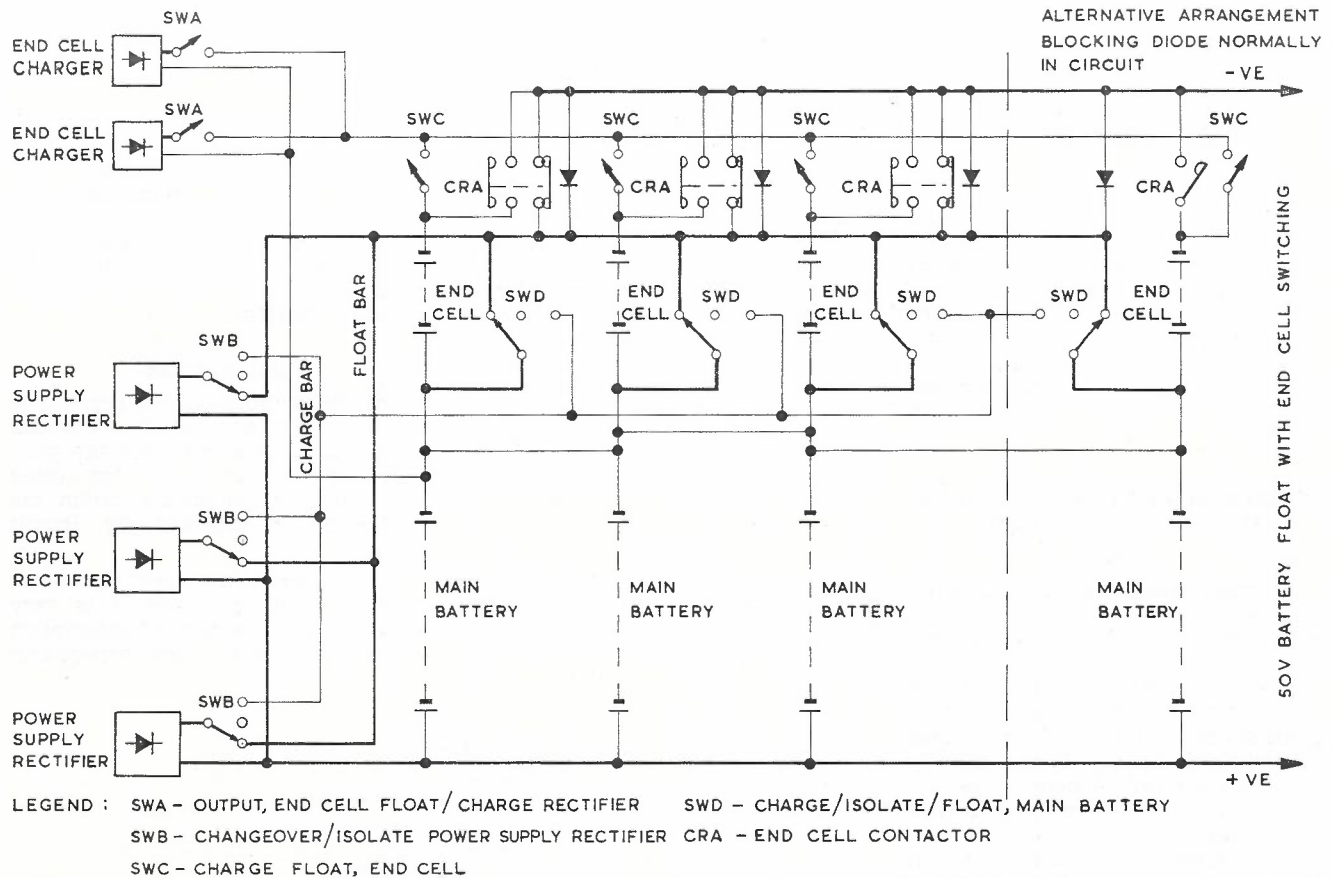 SWA
END CELL
CHARGER
SWA
END CELL
CHARGER
ALTERNATIVE ARRANGEMENT
BLOCKING DIODE NORMALLY
IN CIRCUIT
-VE
SWC
SWC
SWC
SWC
CRA
CRA
CRA
CRA
END
CELL
SWD
END
CELL
SWD
END
CELL
SWD
SWD
END
CELL
FLOAT BAR
CHARGE BAR
SWB
POWER
SUPPLY
RECTIFIER
SWB
POWER
SUPPLY
RECTIFIER
SWB
POWER
SUPPLY
RECTIFIER
MAIN
BATTERY
MAIN
BATTERY
MAIN
BATTERY
MAIN
BATTERY
50V BATTERY FLOAT WITH END CELL SWITCHING
+VE
LEGEND : SWA - OUTPUT, END CELL FLOAT/CHARGE RECTIFIER SWD - CHARGE/ISOLATE/FLOAT, MAIN BATTERY
SWB - CHANGEOVER/ISOLATE POWER SUPPLY RECTIFIER CRA - END CELL CONTACTOR
SWC - CHARGE FLOAT, END CELL